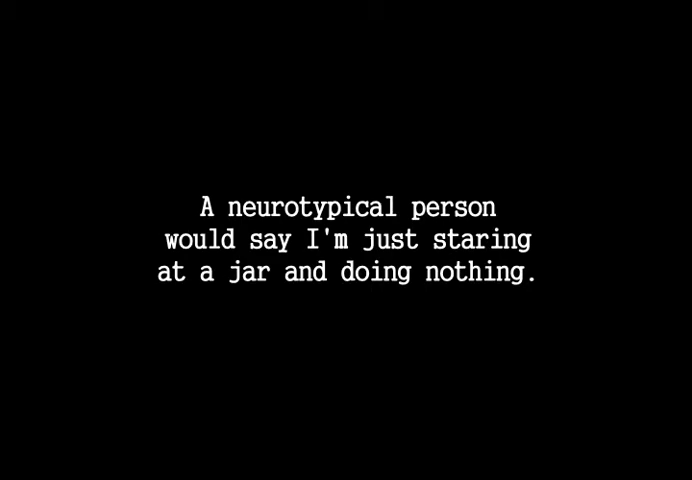 A neurotypical person
would say I'm just staring
at a jar and doing nothing.